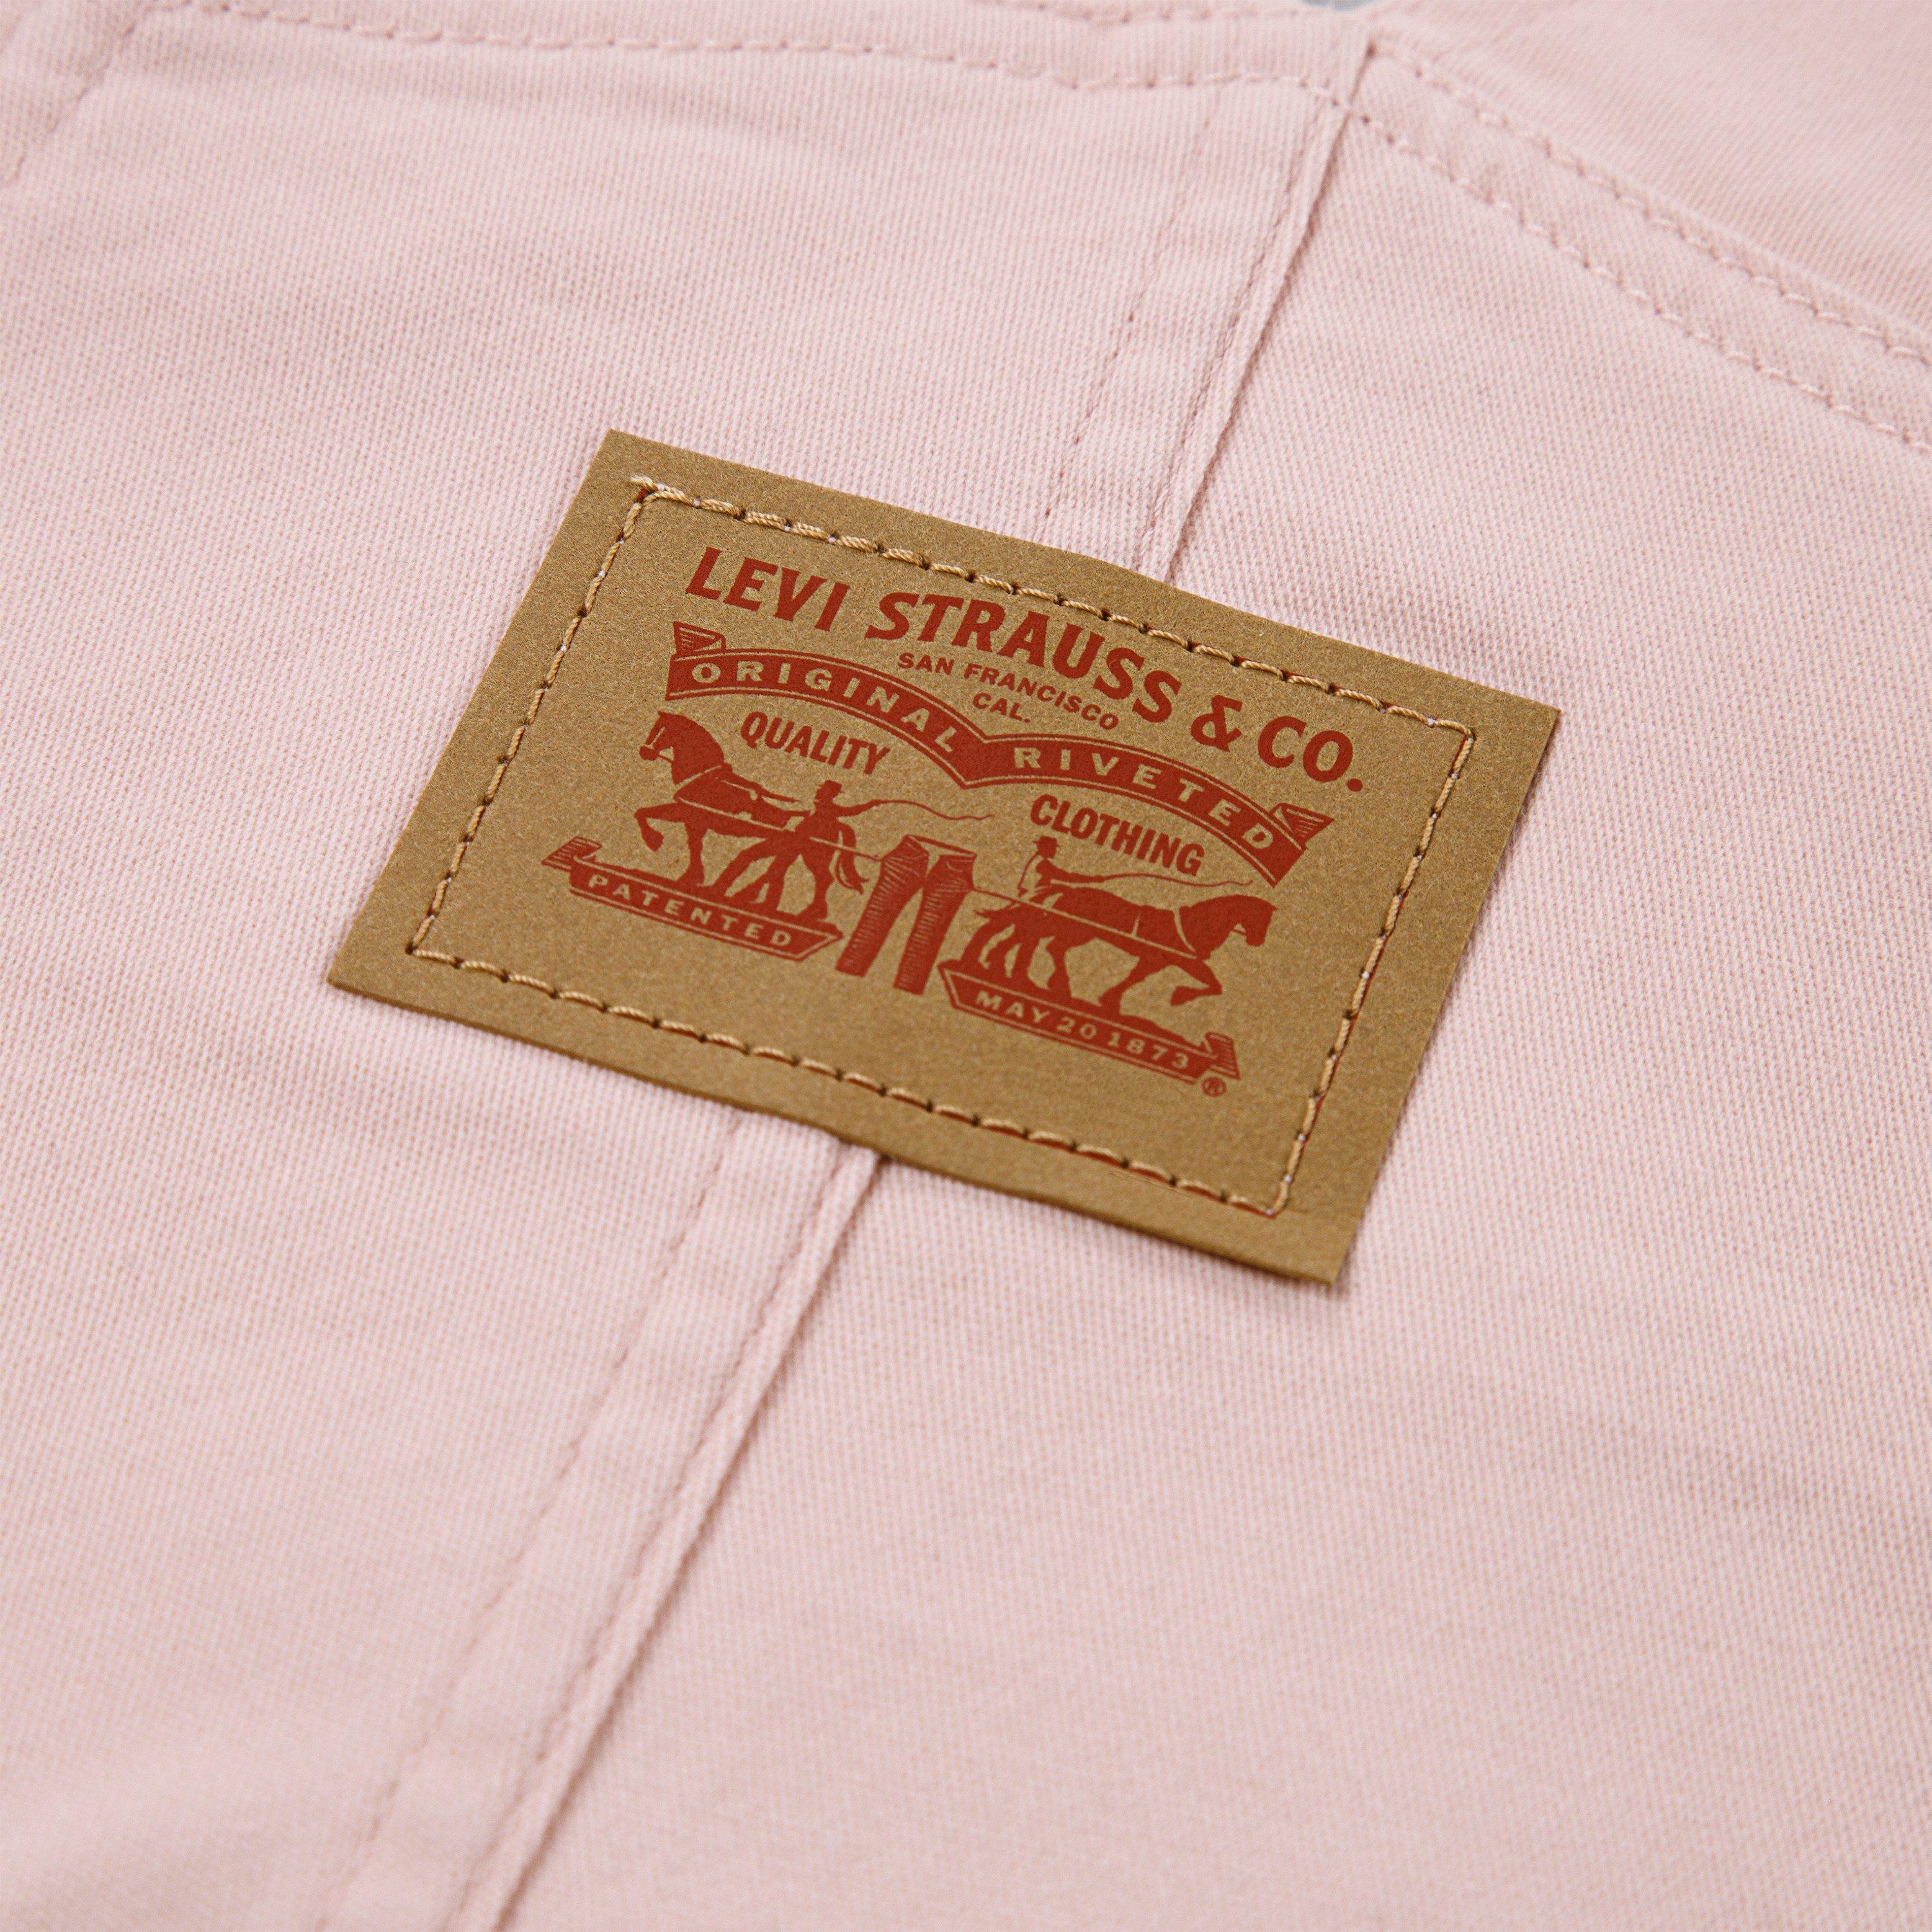 LEVI STRAUSS & CO.
SAN FRANCISCO
CAL.
ORIGINAL RIVETED
QUALITY CLOTHING
PATENTED MAY 20 1873
®